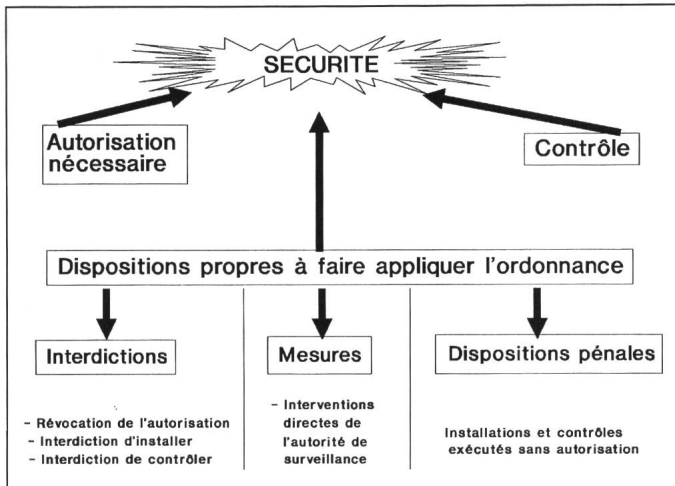 SECURITE
Autorisation
nécessaire
Contrôle
Dispositions propres à faire appliquer l'ordonnance
Interdictions
Mesures
Dispositions pénales
- Révocation de l'autorisation
- Interdiction d'installer
- Interdiction de contrôler
- Interventions
directes de
l'autorité de
surveillance
Installations et contrôles
exécutés sans autorisation